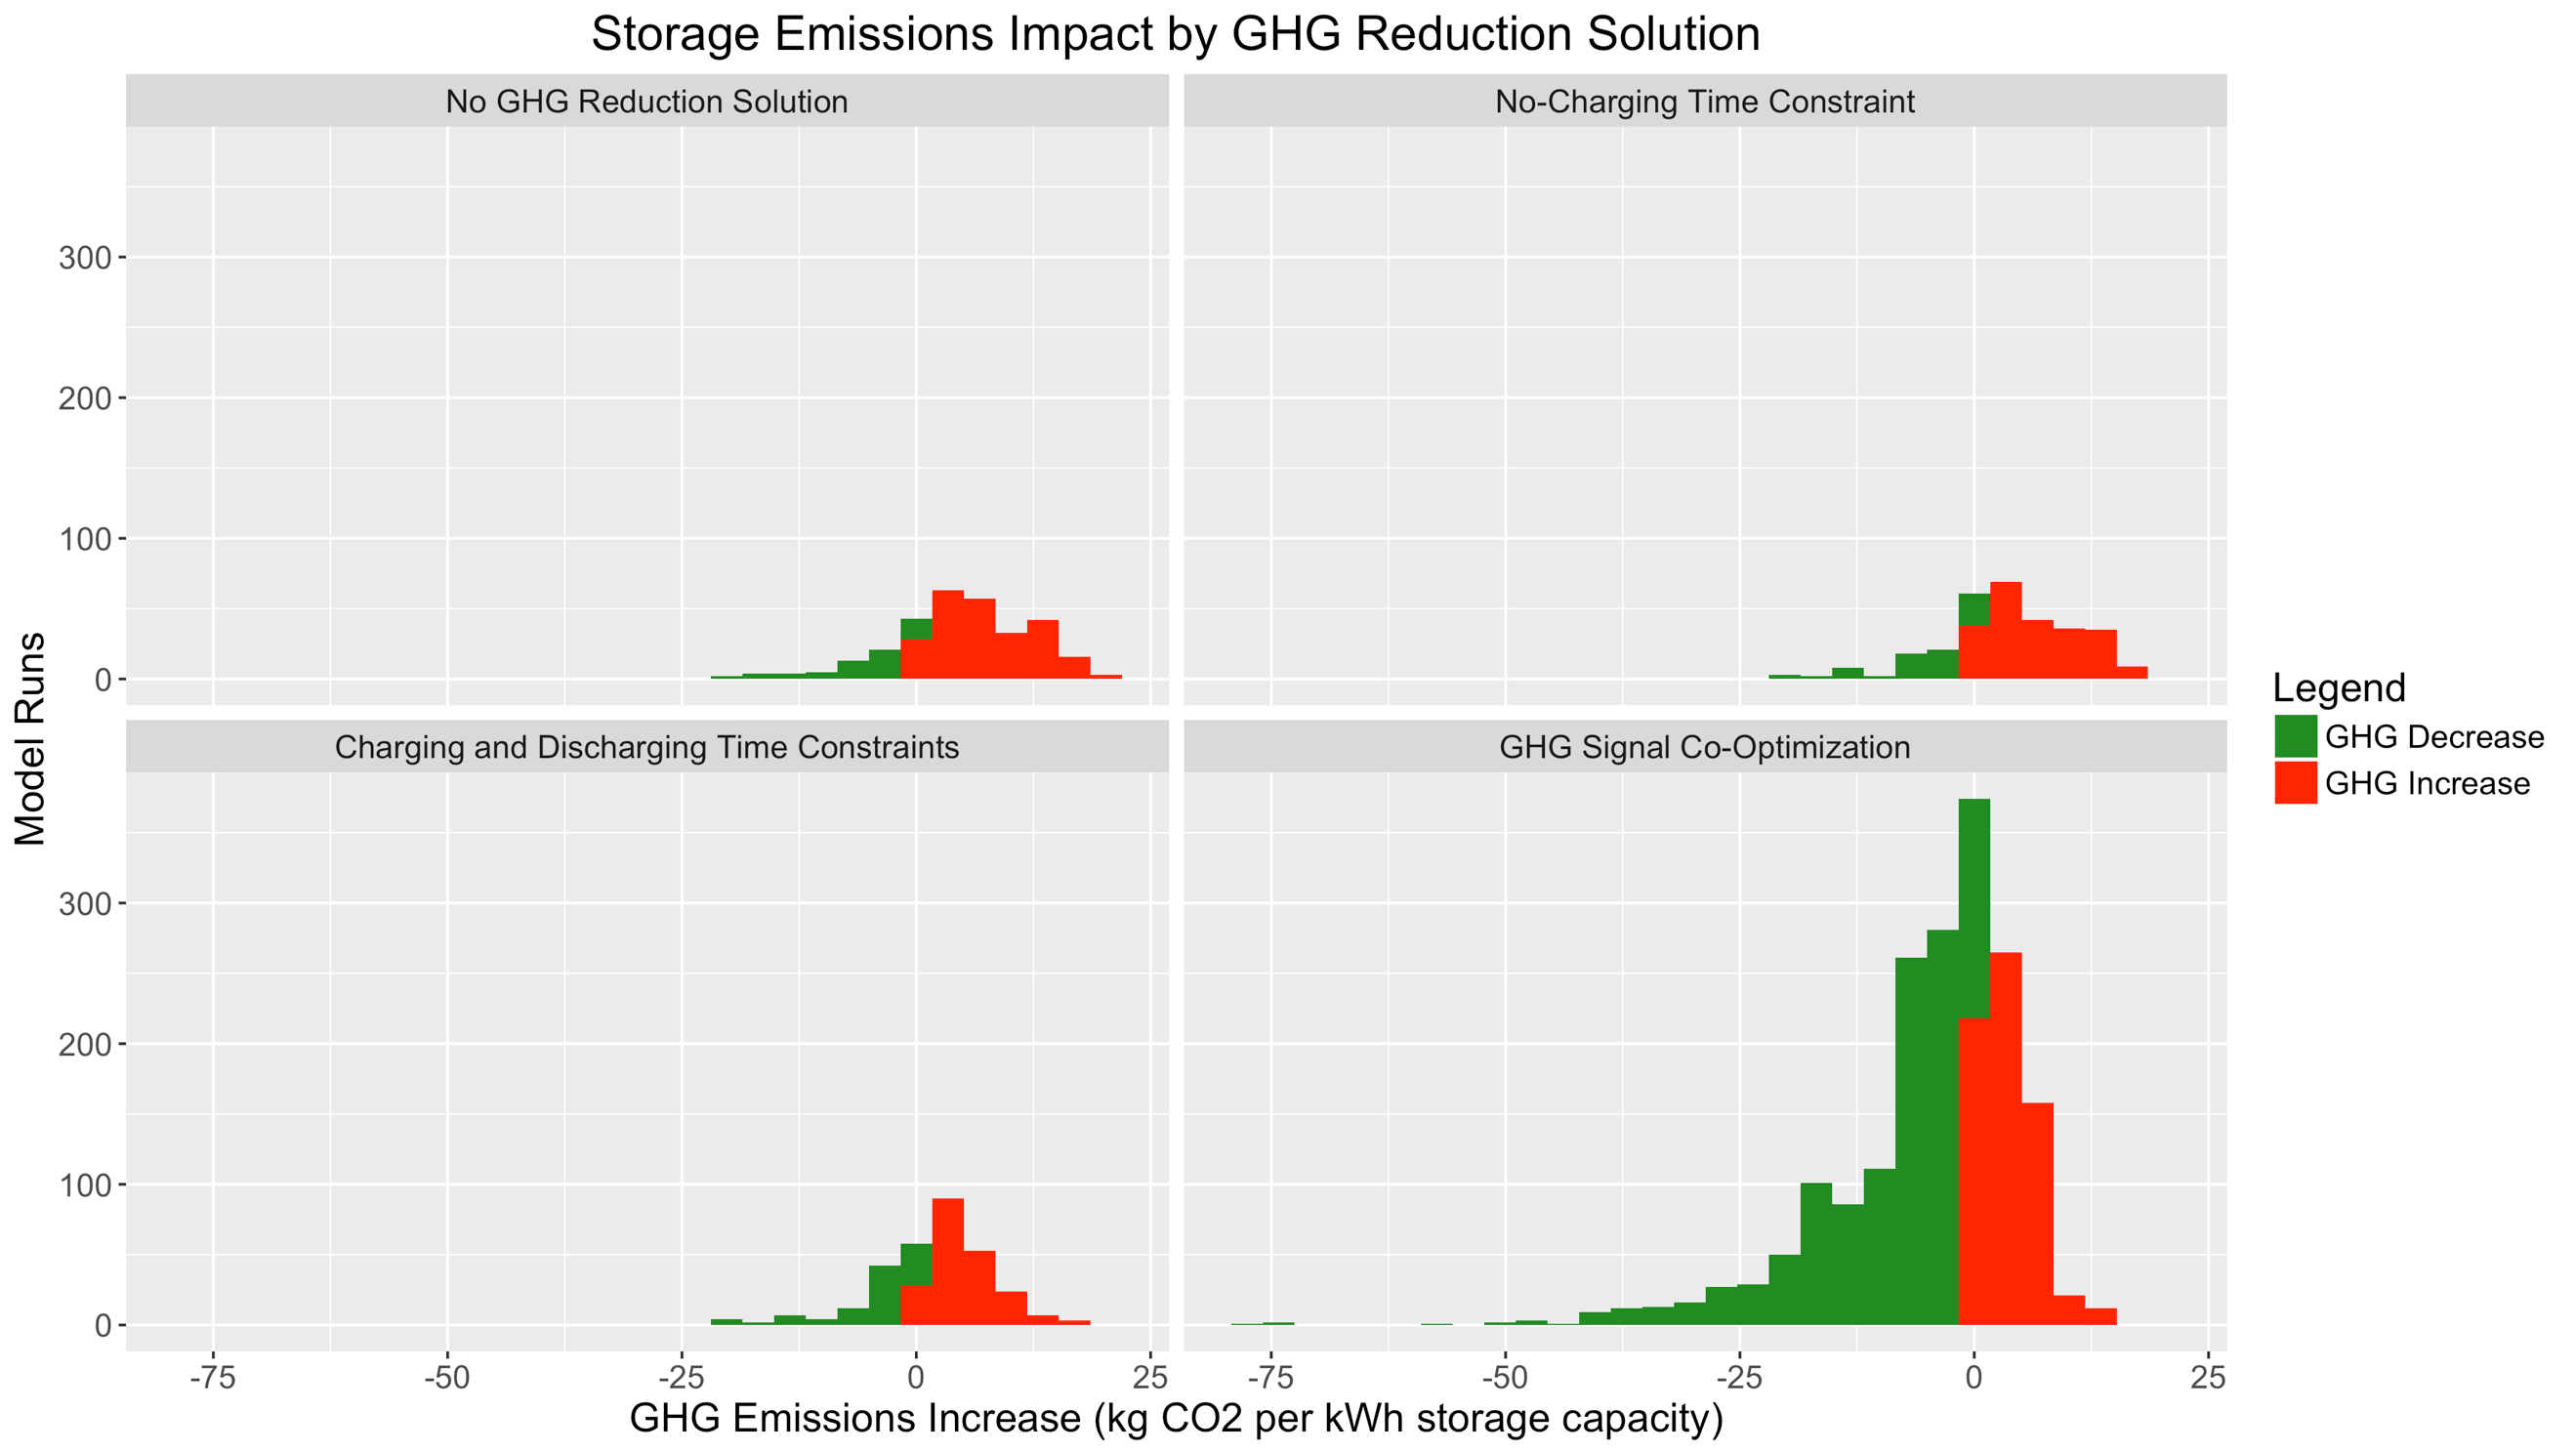 Storage Emissions Impact by GHG Reduction Solution
No GHG Reduction Solution
No-Charging Time Constraint
300
200
100
0
Charging and Discharging Time Constraints
GHG Signal Co-Optimization
300
200
100
0
-75
-50
-25
0
25
-75
-50
-25
0
25
Model Runs
GHG Emissions Increase (kg CO2 per kWh storage capacity)
Legend
GHG Decrease
GHG Increase